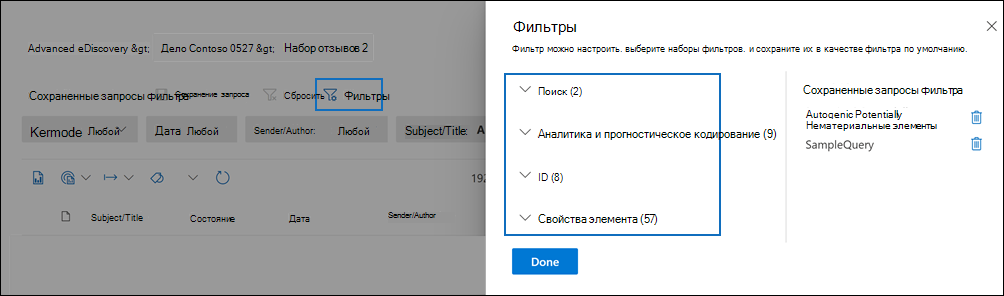 Advanced eDiscovery &gt; Дело Contoso 0527 &gt; Набор отзывов 2
Сохраненные запросы фильтра Сохранение запроса Сбросить Фильтры
Kermode Любой Дата Любой Sender/Author: Любой Subject/Title: А
192
Subject/Title Состояние Дата Sender/Author
Фильтры
Фильтр можно настроить. выберите наборы фильтров. и сохраните их в качестве фильтра по умолчанию.
Поиск (2)
Аналитика и прогностическое кодирование (9)
ID (8)
Свойства элемента (57)
Done
Сохраненные запросы фильтра
Autogenic Potentially
Нематериальные элементы
SampleQuery